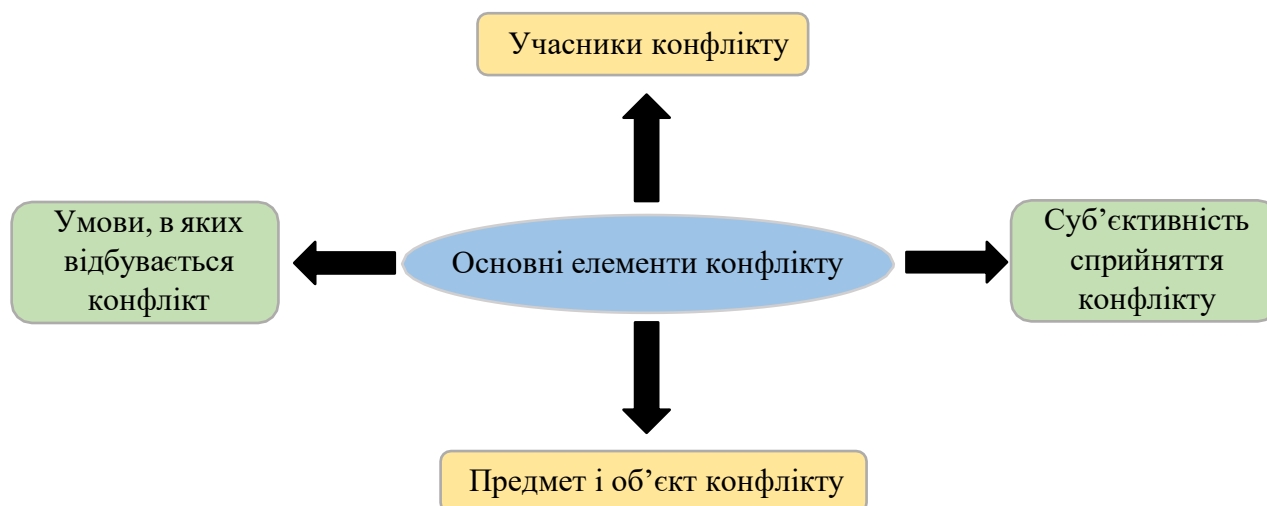 Учасники конфлікту
Умови, в яких
відбувається
конфлікт
Основні елементи конфлікту
Суб’єктивність
сприйняття
конфлікту
Предмет і об’єкт конфлікту